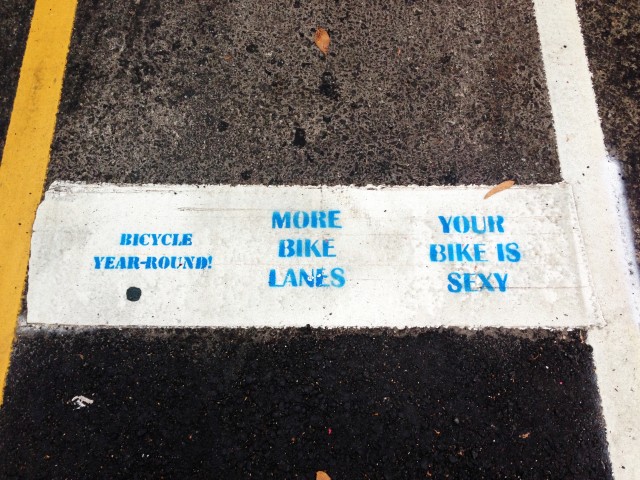 BICYCLE
YEAR-ROUND!
MORE
BIKE
LANES
YOUR
BIKE IS
SEXY